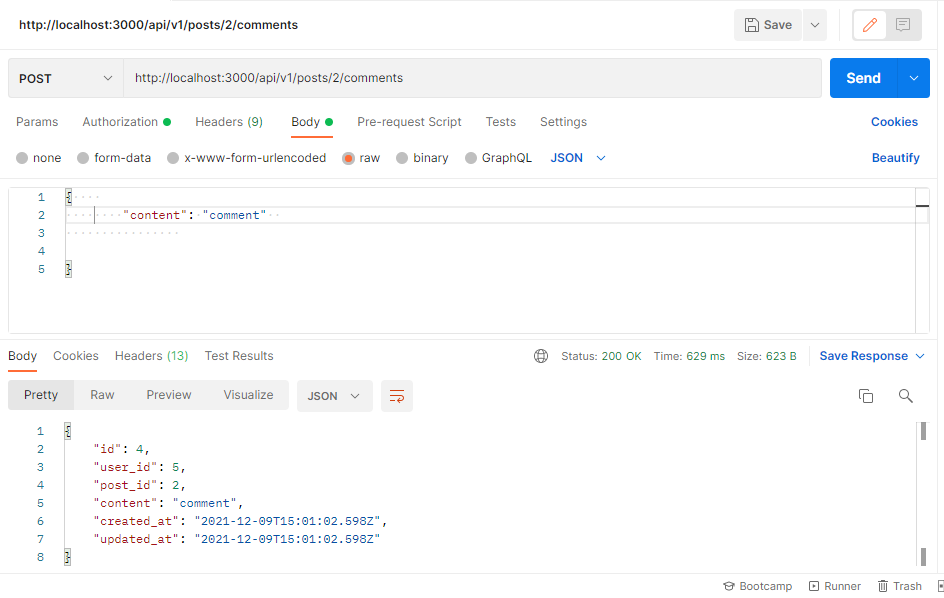 http://localhost:3000/api/v1/posts/2/comments Save
POST http://localhost:3000/api/v1/posts/2/comments Send
Params Authorization Headers (9) Body Pre-request Script Tests Settings Cookies
none form-data x-www-form-urlencoded raw binary GraphQL JSON Beautify
1 {
2 "content": "comment"
3
4
5 }
Body Cookies Headers (13) Test Results Status: 200 OK Time: 629 ms Size: 623 B Save Response
Pretty Raw Preview Visualize JSON
1 {
2 "id": 4,
3 "user_id": 5,
4 "post_id": 2,
5 "content": "comment",
6 "created_at": "2021-12-09T15:01:02.598Z",
7 "updated_at": "2021-12-09T15:01:02.598Z"
8 }
Bootcamp Runner Trash